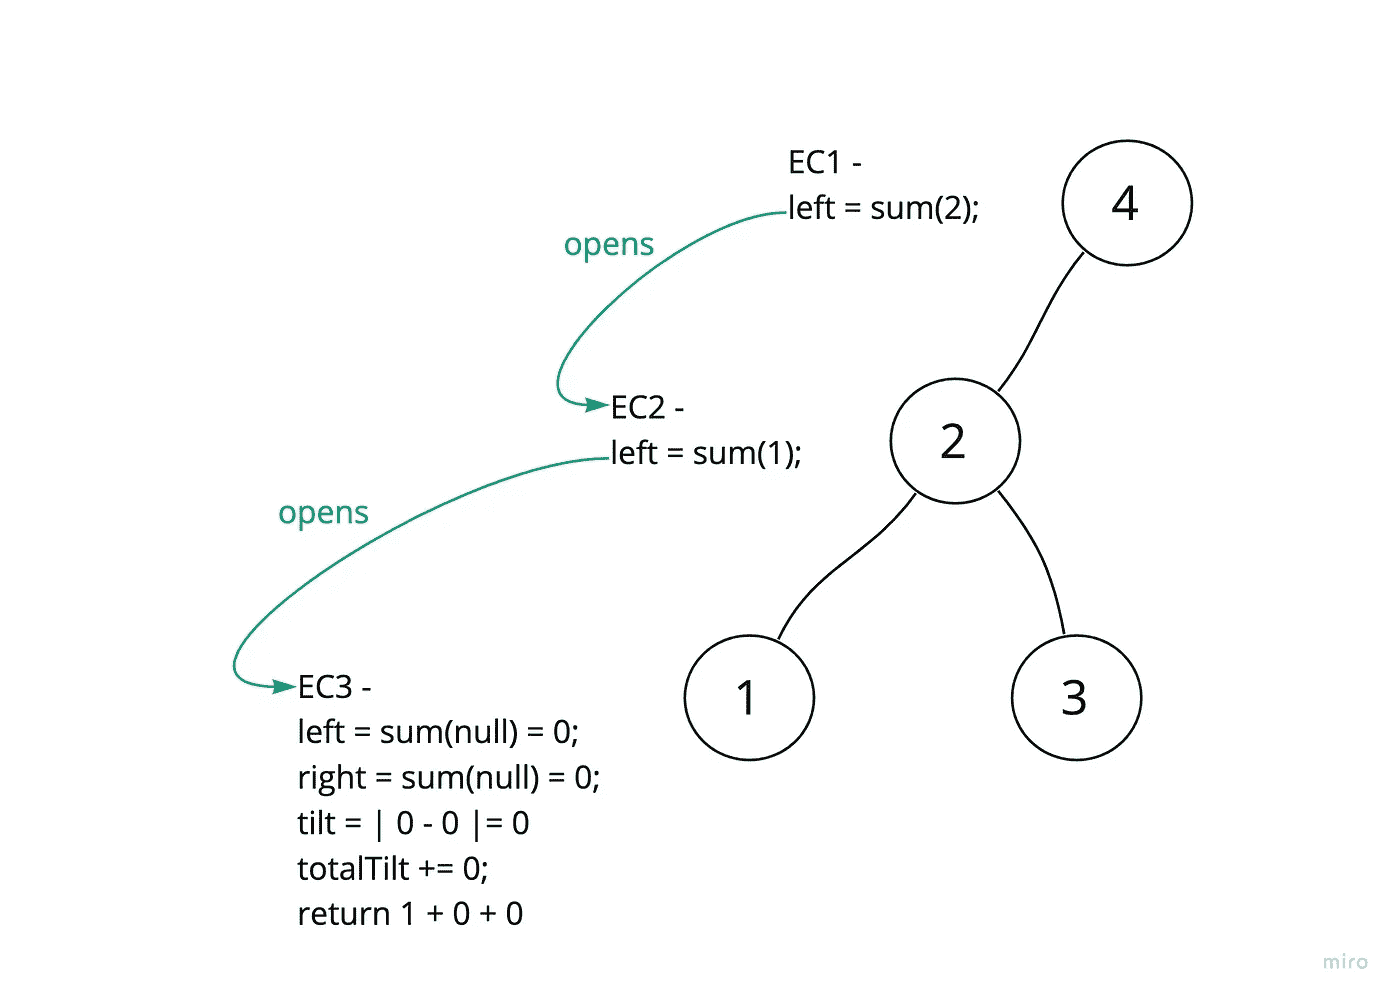 EC1 -
left = sum(2);
4
opens
EC2 -
left = sum(1);
2
opens
EC3 -
left = sum(null) = 0;
right = sum(null) = 0;
tilt = | 0 - 0 |= 0
totalTilt += 0;
return 1 + 0 + 0
1
3
miro